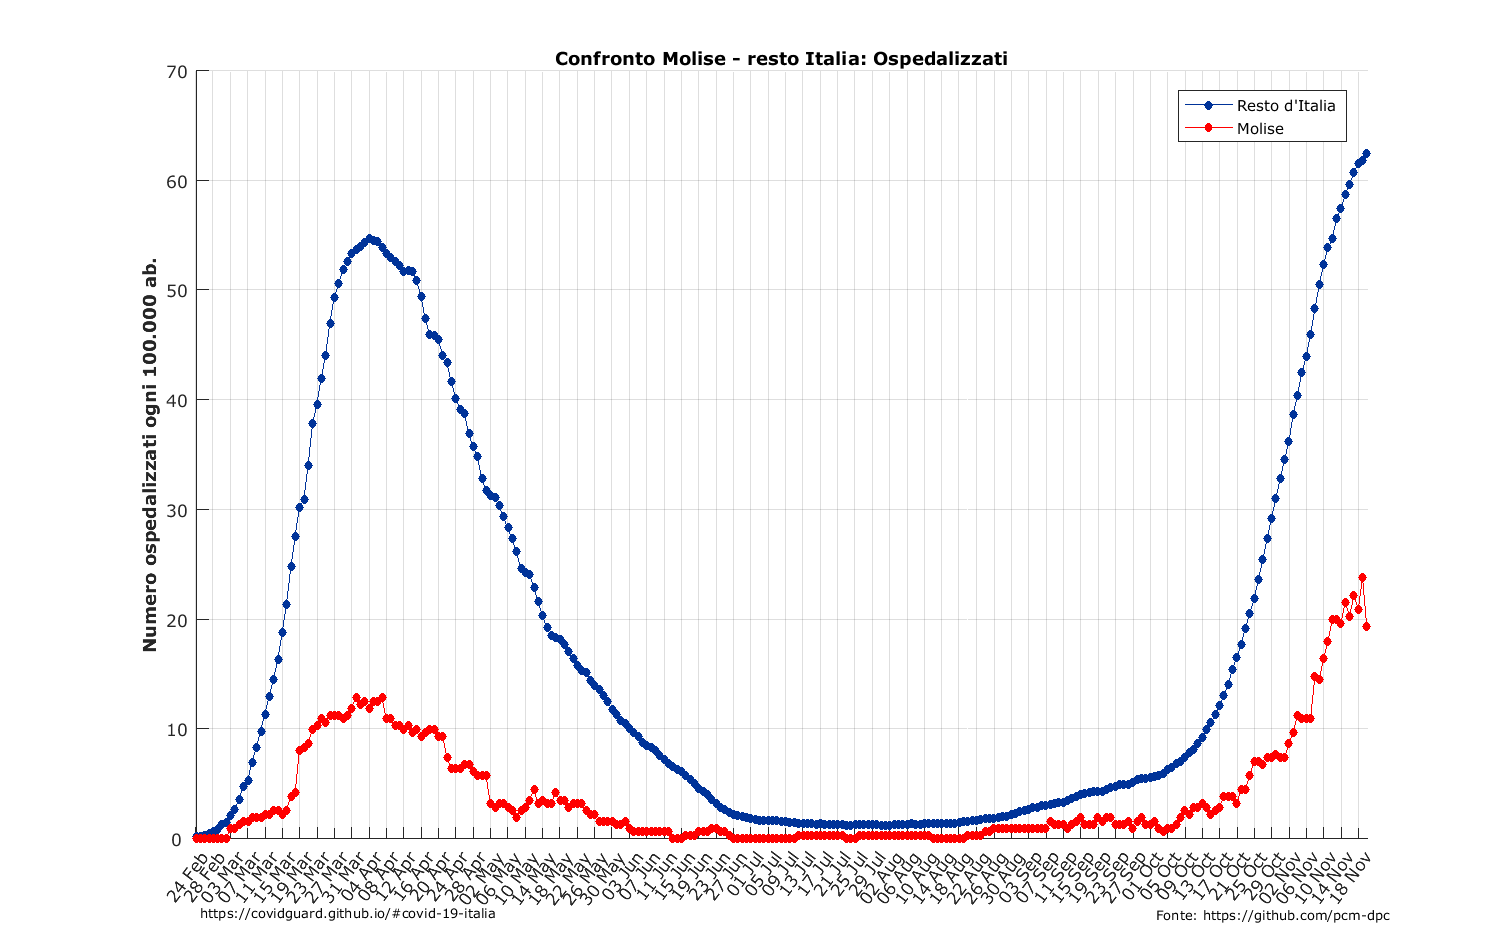 Confronto Molise - resto Italia: Ospedalizzati
Resto d'Italia
Molise
Numero ospedalizzati ogni 100.000 ab.
70
60
50
40
30
20
10
0
24 Feb
28 Feb
03 Mar
07 Mar
11 Mar
15 Mar
19 Mar
23 Mar
27 Mar
31 Mar
04 Apr
08 Apr
12 Apr
16 Apr
20 Apr
24 Apr
28 Apr
02 May
06 May
10 May
14 May
18 May
22 May
26 May
30 May
03 Jun
07 Jun
11 Jun
15 Jun
19 Jun
23 Jun
27 Jun
01 Jul
05 Jul
09 Jul
13 Jul
17 Jul
21 Jul
25 Jul
29 Jul
02 Aug
06 Aug
10 Aug
14 Aug
18 Aug
22 Aug
26 Aug
30 Aug
03 Sep
07 Sep
11 Sep
15 Sep
19 Sep
23 Sep
27 Sep
01 Oct
05 Oct
09 Oct
13 Oct
17 Oct
21 Oct
25 Oct
29 Oct
02 Nov
06 Nov
10 Nov
14 Nov
18 Nov
https://covidguard.github.io/#covid-19-italia
Fonte: https://github.com/pcm-dpc